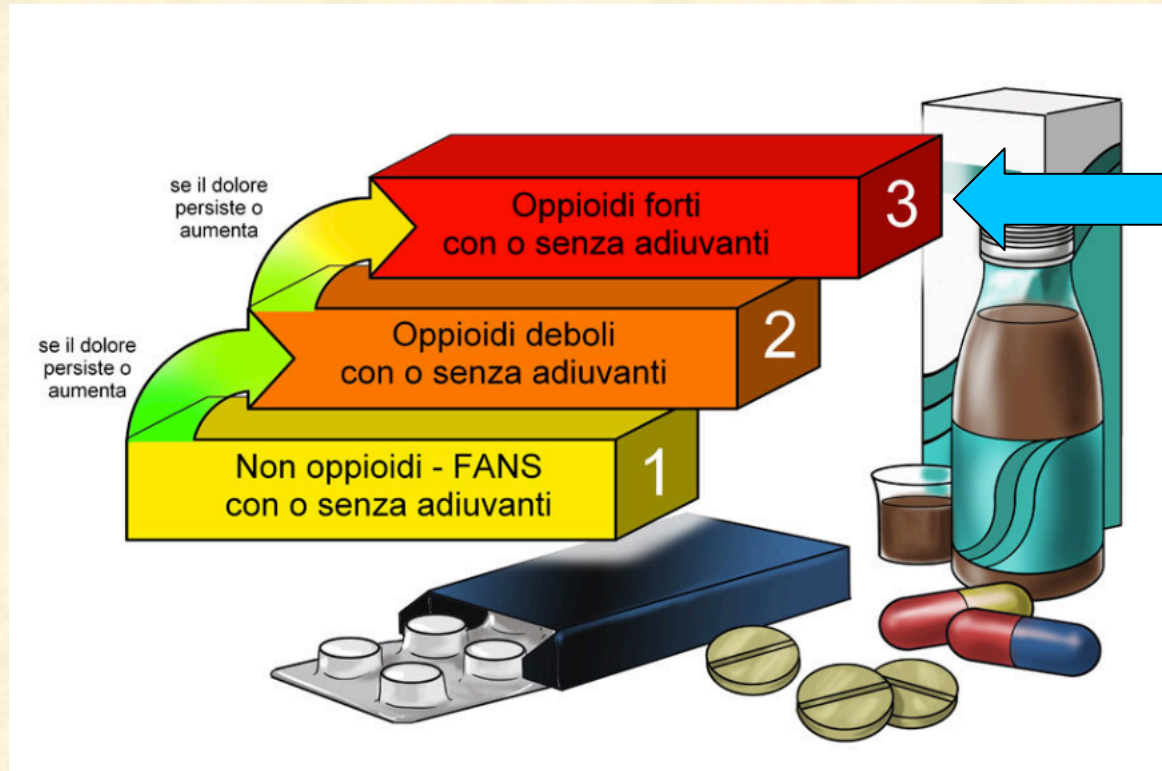 se il dolore
persiste o
aumenta
Oppioidi forti
con o senza adiuvanti
3
se il dolore
persiste o
aumenta
Oppioidi deboli
con o senza adiuvanti
2
Non oppioidi - FANS
con o senza adiuvanti
1